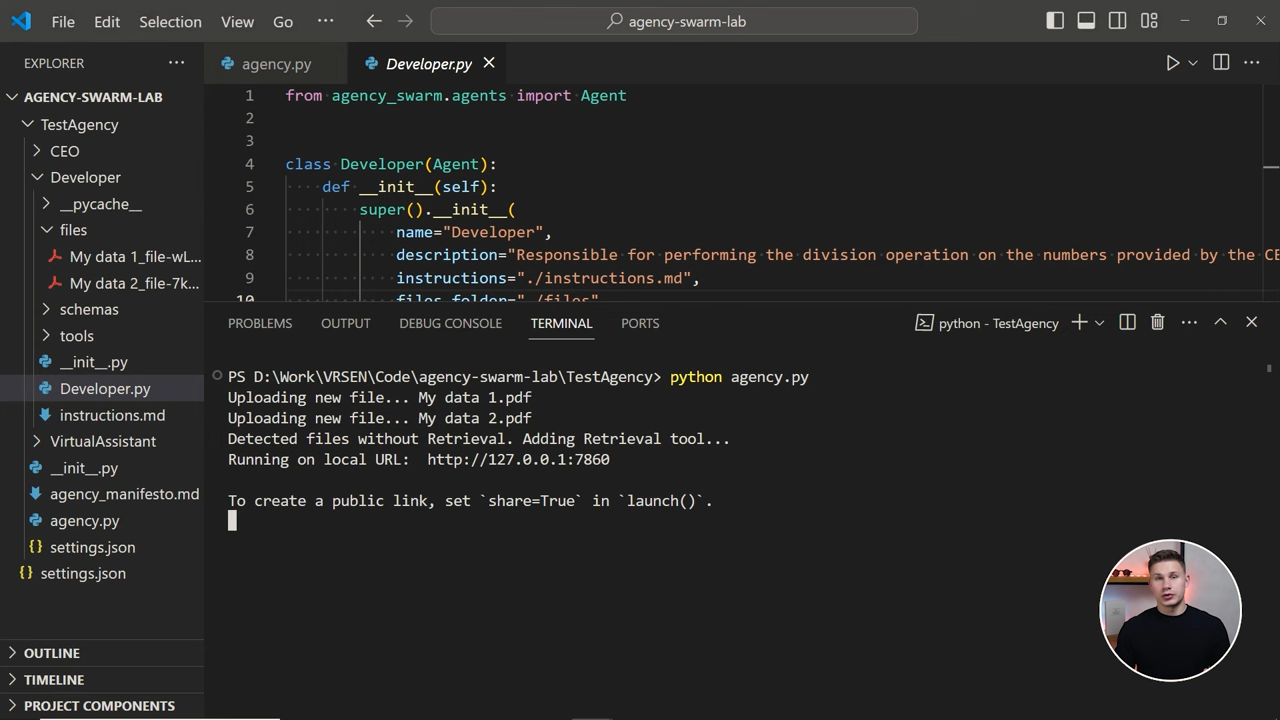 File Edit Selection View Go ··· agency-swarm-lab
EXPLORER ···
AGENCY-SWARM-LAB
TestAgency
CEO
Developer
__pycache__
files
My data 1_file-wL...
My data 2_file-7k...
schemas
tools
__init__.py
Developer.py
instructions.md
VirtualAssistant
__init__.py
agency_manifesto.md
agency.py
{} settings.json
{} settings.json
OUTLINE
TIMELINE
PROJECT COMPONENTS
agency.py Developer.py
1 from agency_swarm.agents import Agent
2
3
4 class Developer(Agent):
5 def __init__(self):
6 super().__init__(
7 name="Developer",
8 description="Responsible for performing the division operation on the numbers provided by the CE
9 instructions="./instructions.md",
10 files_folder="./files"
PROBLEMS OUTPUT DEBUG CONSOLE TERMINAL PORTS python - TestAgency
PS D:\Work\VRSEN\Code\agency-swarm-lab\TestAgency> python agency.py
Uploading new file... My data 1.pdf
Uploading new file... My data 2.pdf
Detected files without Retrieval. Adding Retrieval tool...
Running on local URL: http://127.0.0.1:7860
To create a public link, set `share=True` in `launch()`.